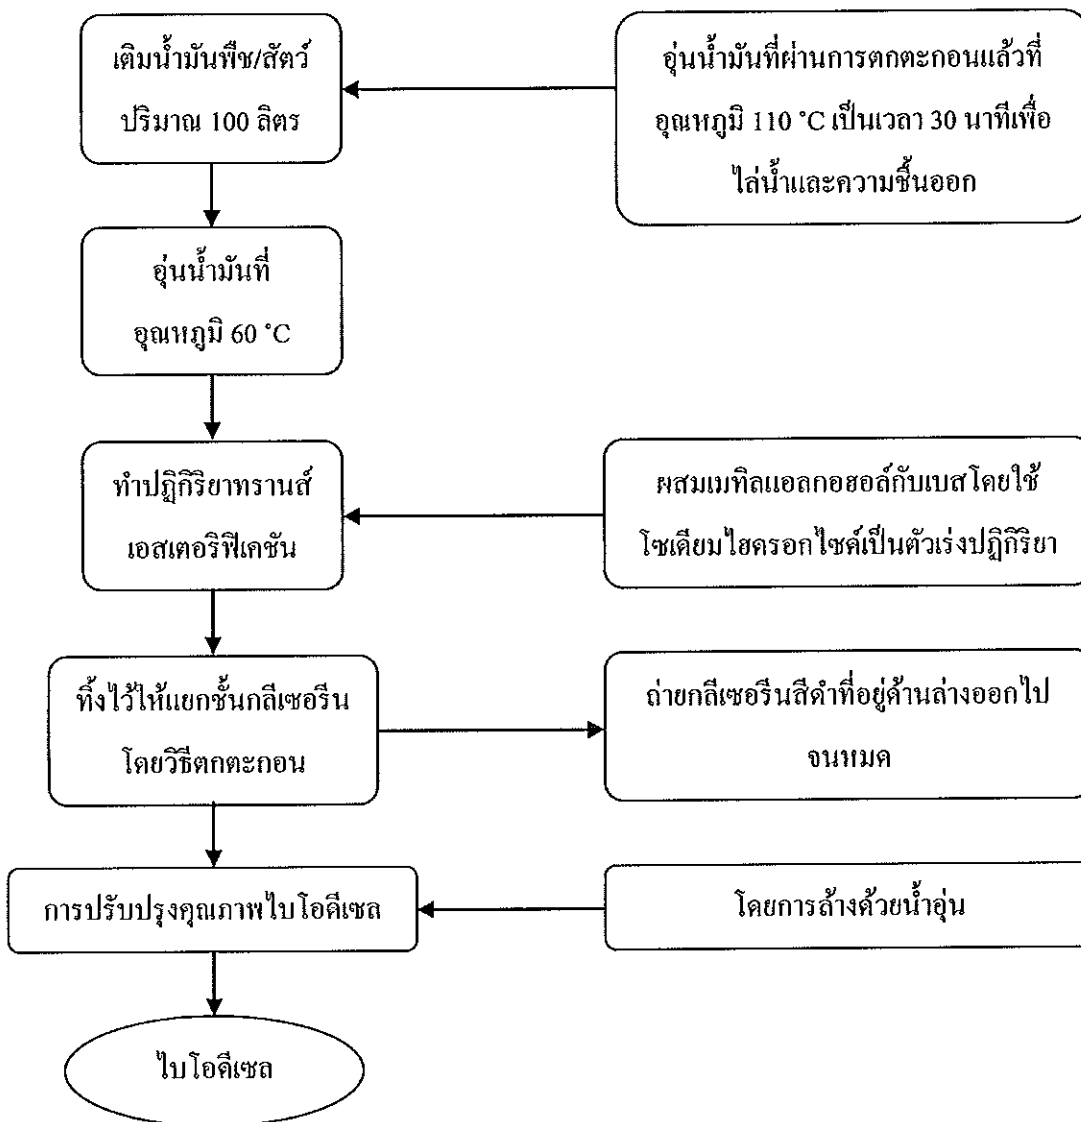 เติมน้ำมันพืช/สัตว์
ปริมาณ 100 ลิตร
อุ่นน้ำมันที่ผ่านการตกตะกอนแล้วที่
อุณหภูมิ 110 °C เป็นเวลา 30 นาทีเพื่อ
ไล่น้ำและความชื้นออก
อุ่นน้ำมันที่
อุณหภูมิ 60 °C
ทำปฏิกิริยาทรานส์
เอสเตอริฟิเคชัน
ผสมเมทิลแอลกอฮอล์กับเบสโดยใช้
โซเดียมไฮดรอกไซด์เป็นตัวเร่งปฏิกิริยา
ทิ้งไว้ให้แยกชั้นกลีเซอรีน
โดยวิธีตกตะกอน
ถ่ายกลีเซอรีนสีดำที่อยู่ด้านล่างออกไป
จนหมด
การปรับปรุงคุณภาพไบโอดีเซล
โดยการล้างด้วยน้ำอุ่น
ไบโอดีเซล